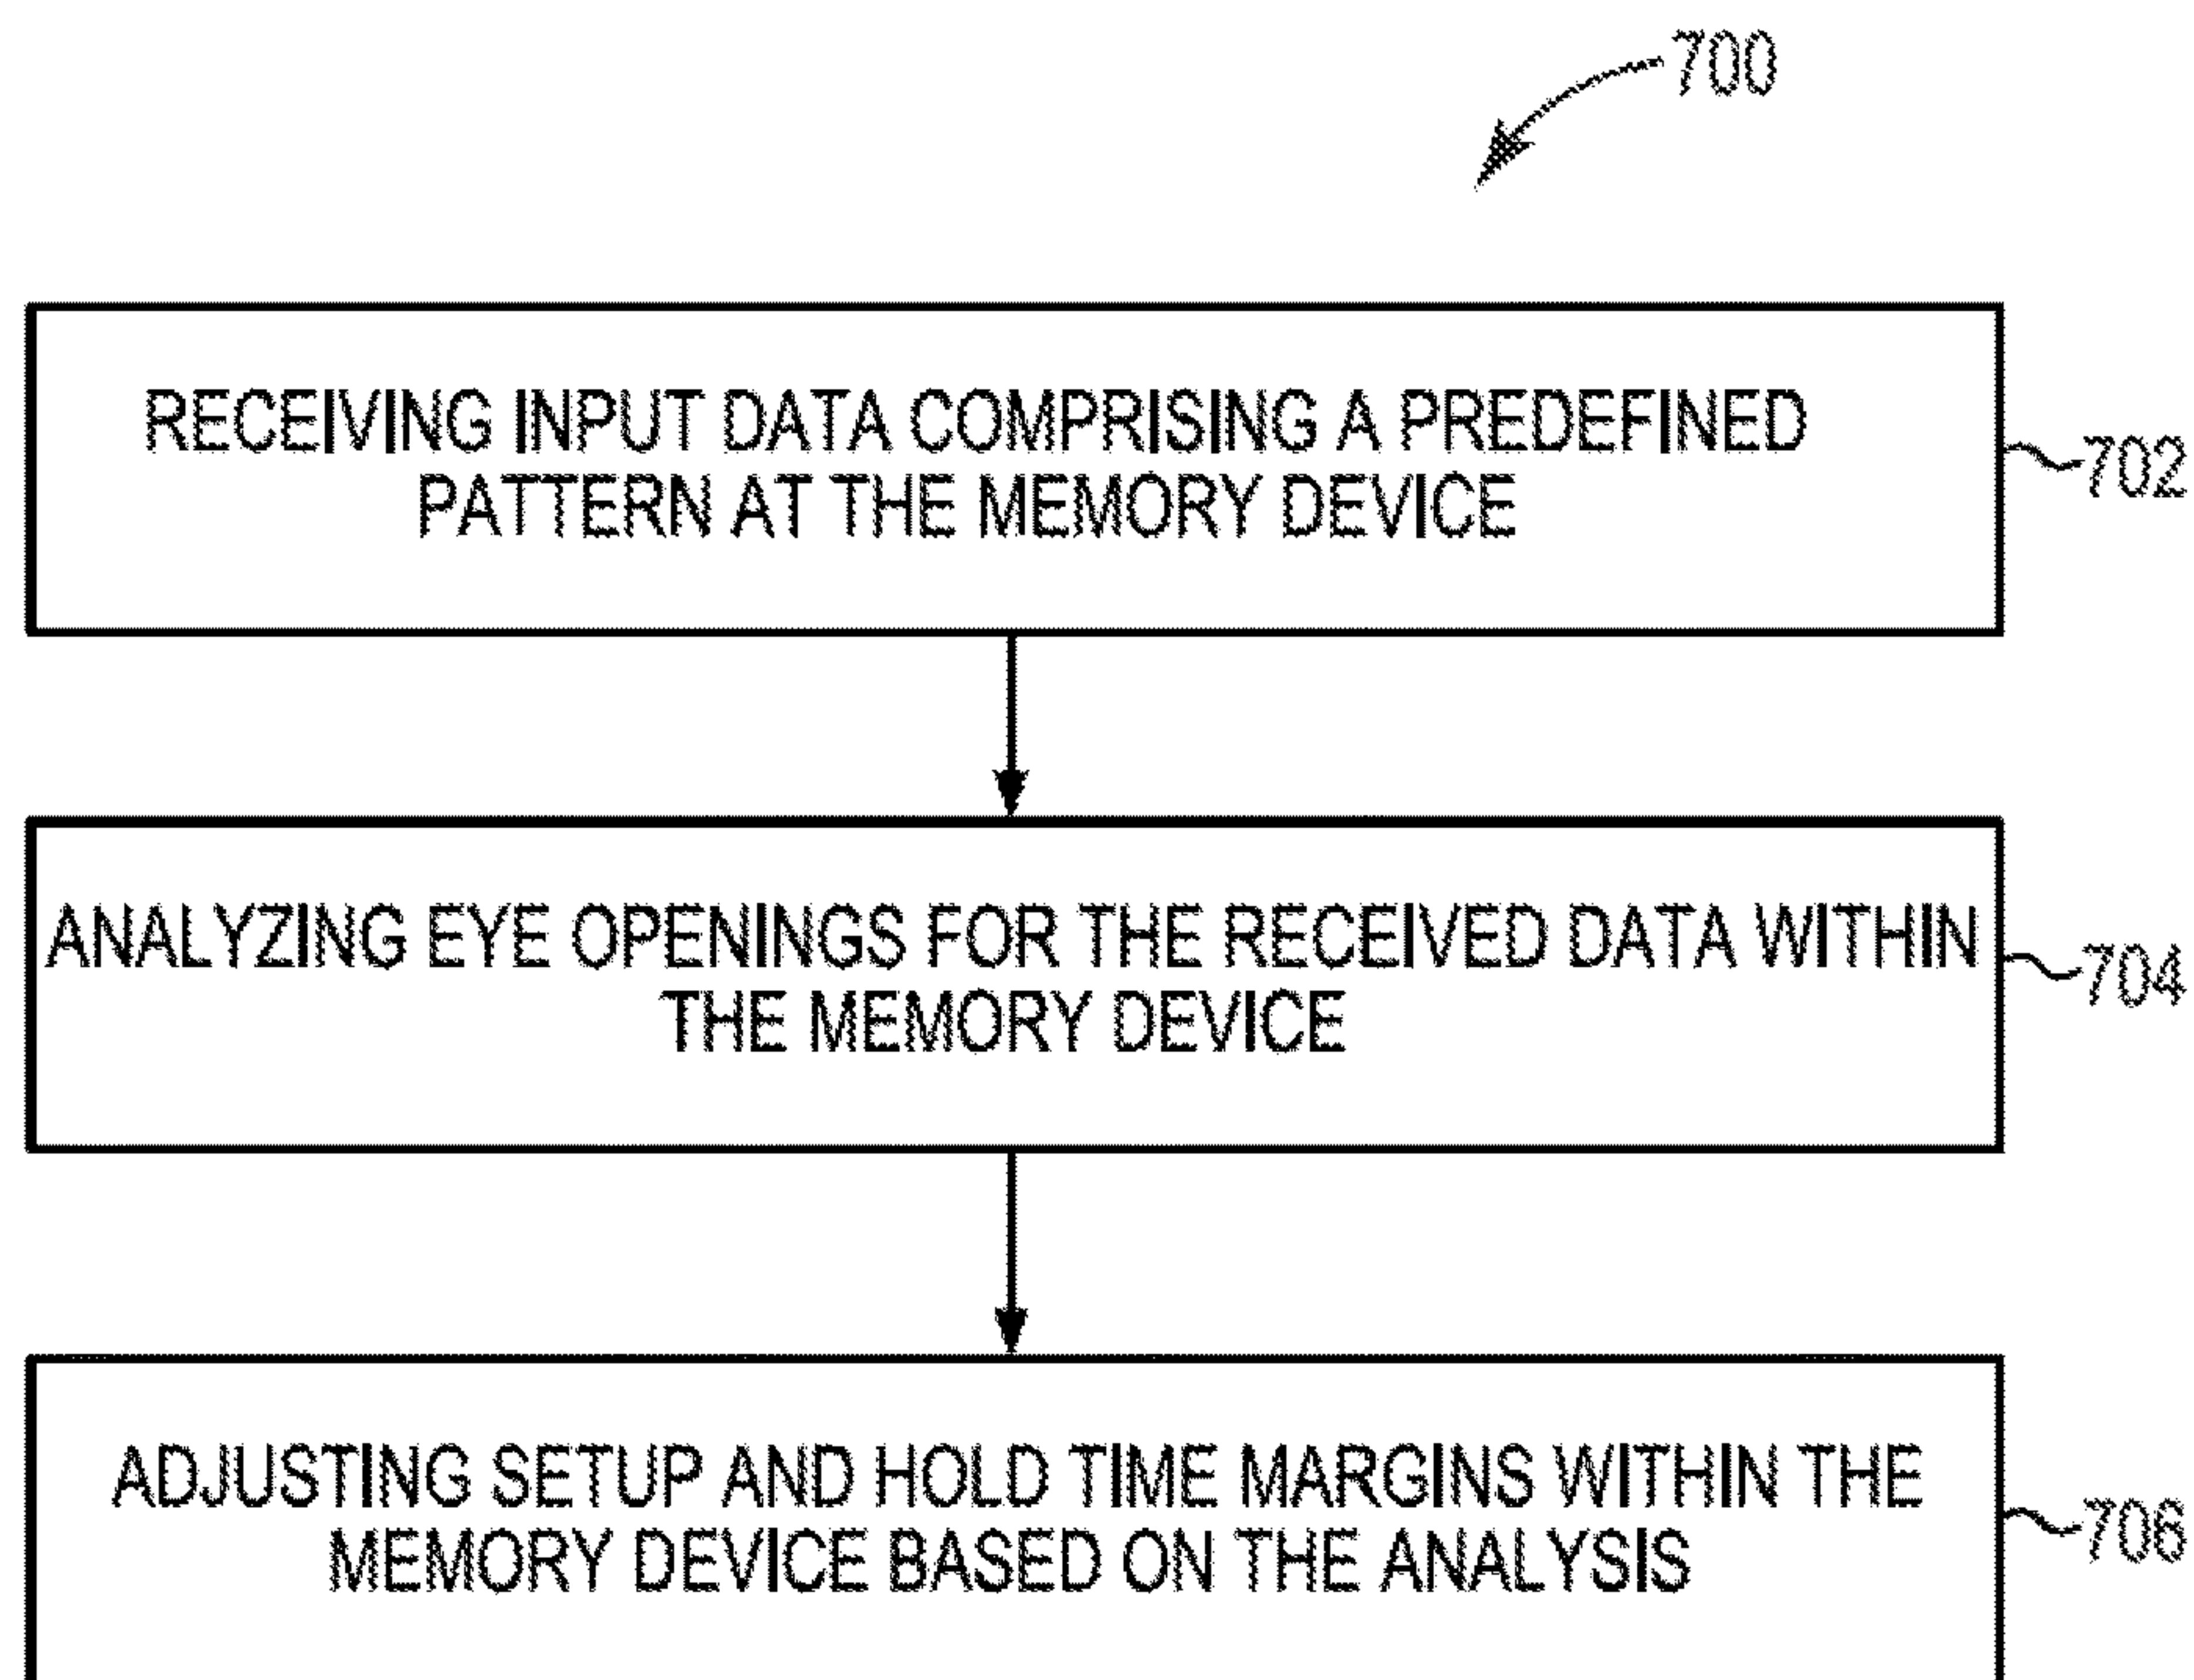 700
RECEIVING INPUT DATA COMPRISING A PREDEFINED
PATTERN AT THE MEMORY DEVICE
702
ANALYZING EYE OPENINGS FOR THE RECEIVED DATA WITHIN
THE MEMORY DEVICE
704
ADJUSTING SETUP AND HOLD TIME MARGINS WITHIN THE
MEMORY DEVICE BASED ON THE ANALYSIS
706